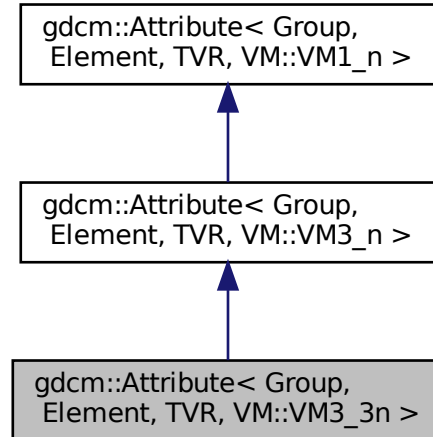 gdcm::Attribute< Group,
Element, TVR, VM::VM1_n >
gdcm::Attribute< Group,
Element, TVR, VM::VM3_n >
gdcm::Attribute< Group,
Element, TVR, VM::VM3_3n >